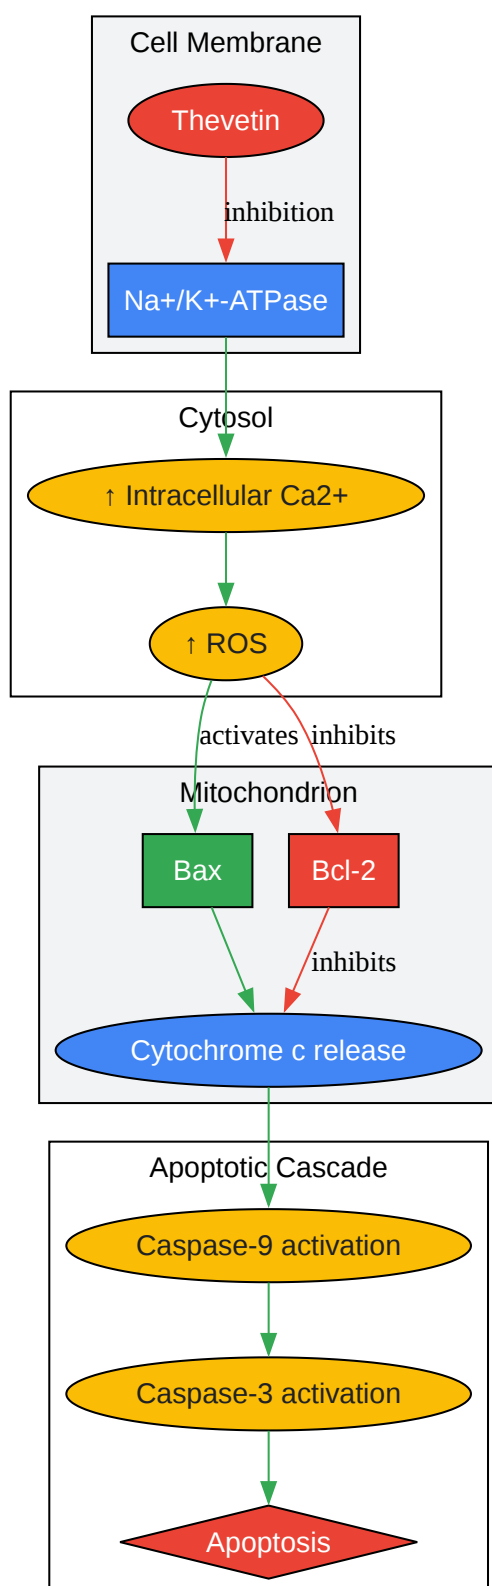 Cell Membrane
Thevetin
inhibition
Na+/K+-ATPase
Cytosol
↑ Intracellular Ca2+
↑ ROS
activates inhibits
Mitochondrion
Bax Bcl-2
inhibits
Cytochrome c release
Apoptotic Cascade
Caspase-9 activation
Caspase-3 activation
Apoptosis